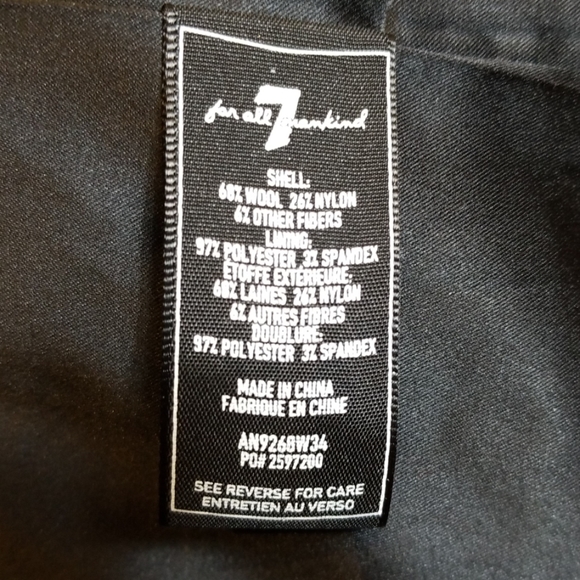 7
for all mankind
SHELL:
68% WOOL 26% NYLON
6% OTHER FIBERS
LINING:
97% POLYESTER 3% SPANDEX
ÉTOFFE EXTÉRIEURE:
68% LAINES 26% NYLON
6% AUTRES FIBRES
DOUBLURE:
97% POLYESTER 3% SPANDEX
MADE IN CHINA
FABRIQUE EN CHINE
AN9268W34
PO# 2597200
SEE REVERSE FOR CARE
ENTRETIEN AU VERSO